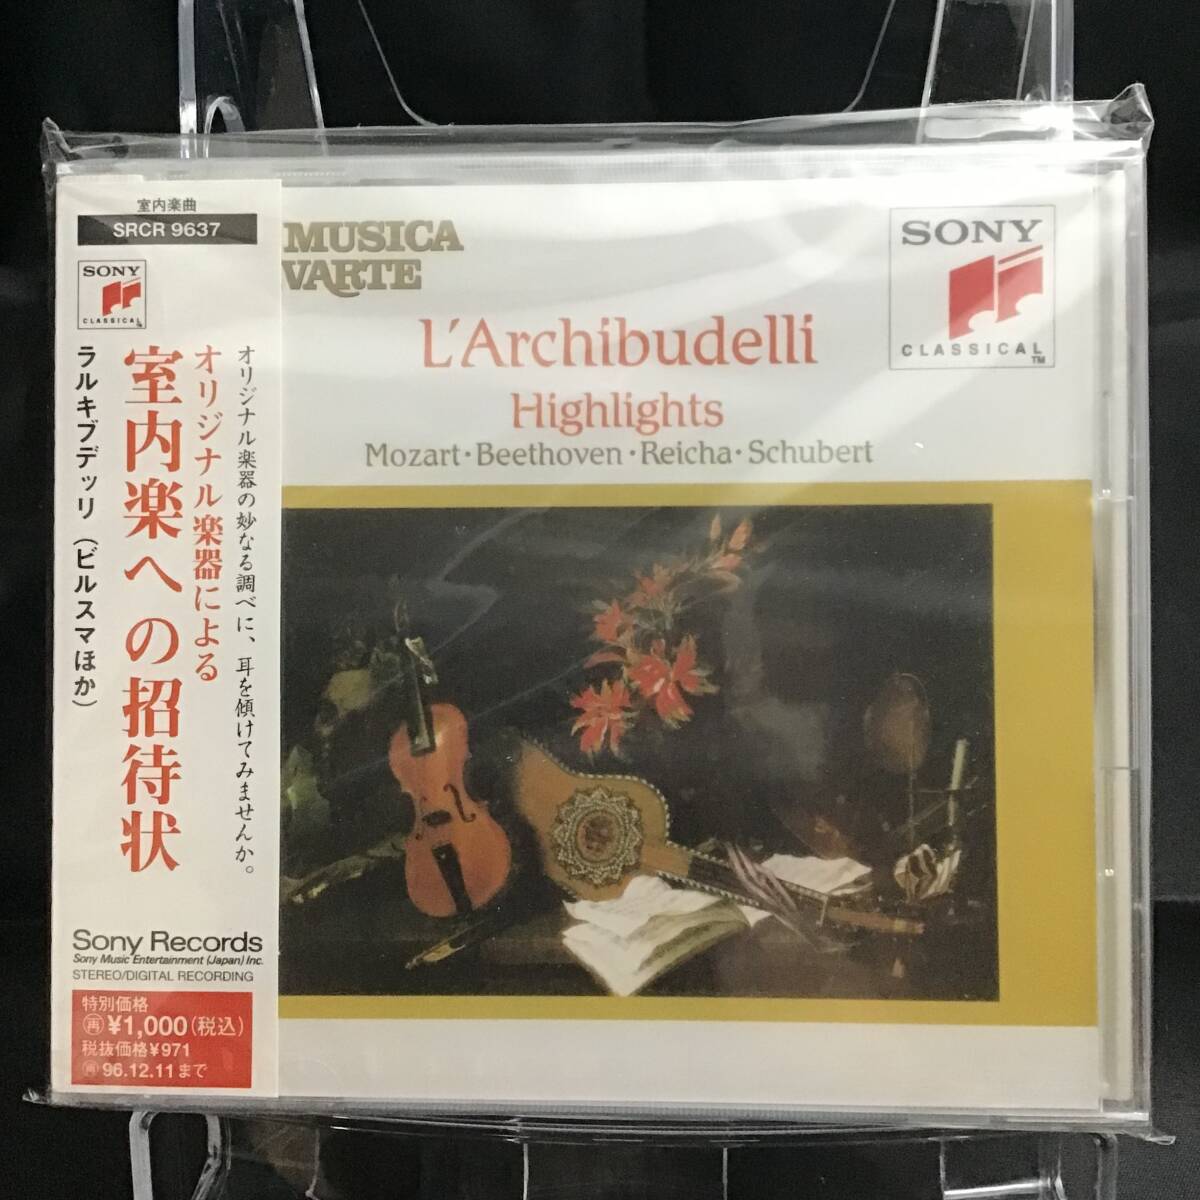 室内楽曲
SRCR 9637
SONY
CLASSICAL
オリジナル楽器の妙なる調べに、耳を傾けてみませんか。
オリジナル楽器による
室内楽への招待状
ラルキブデッリ（ビルスマほか）
Sony Records
Sony Music Entertainment (Japan) Inc.
STEREO/DIGITAL RECORDING
特別価格
再 ¥1,000(税込)
税抜価格¥971
再 96.12.11まで
MUSICA
VARTE
SONY
CLASSICAL TM
L'Archibudelli
Highlights
Mozart・Beethoven・Reicha・Schubert